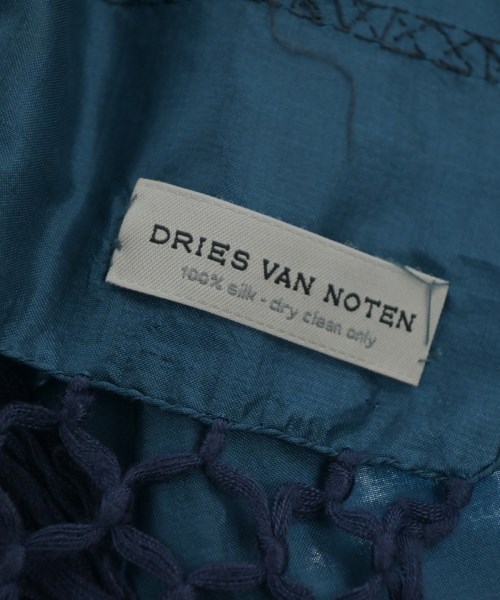 DRIES VAN NOTEN
100% silk - dry clean only